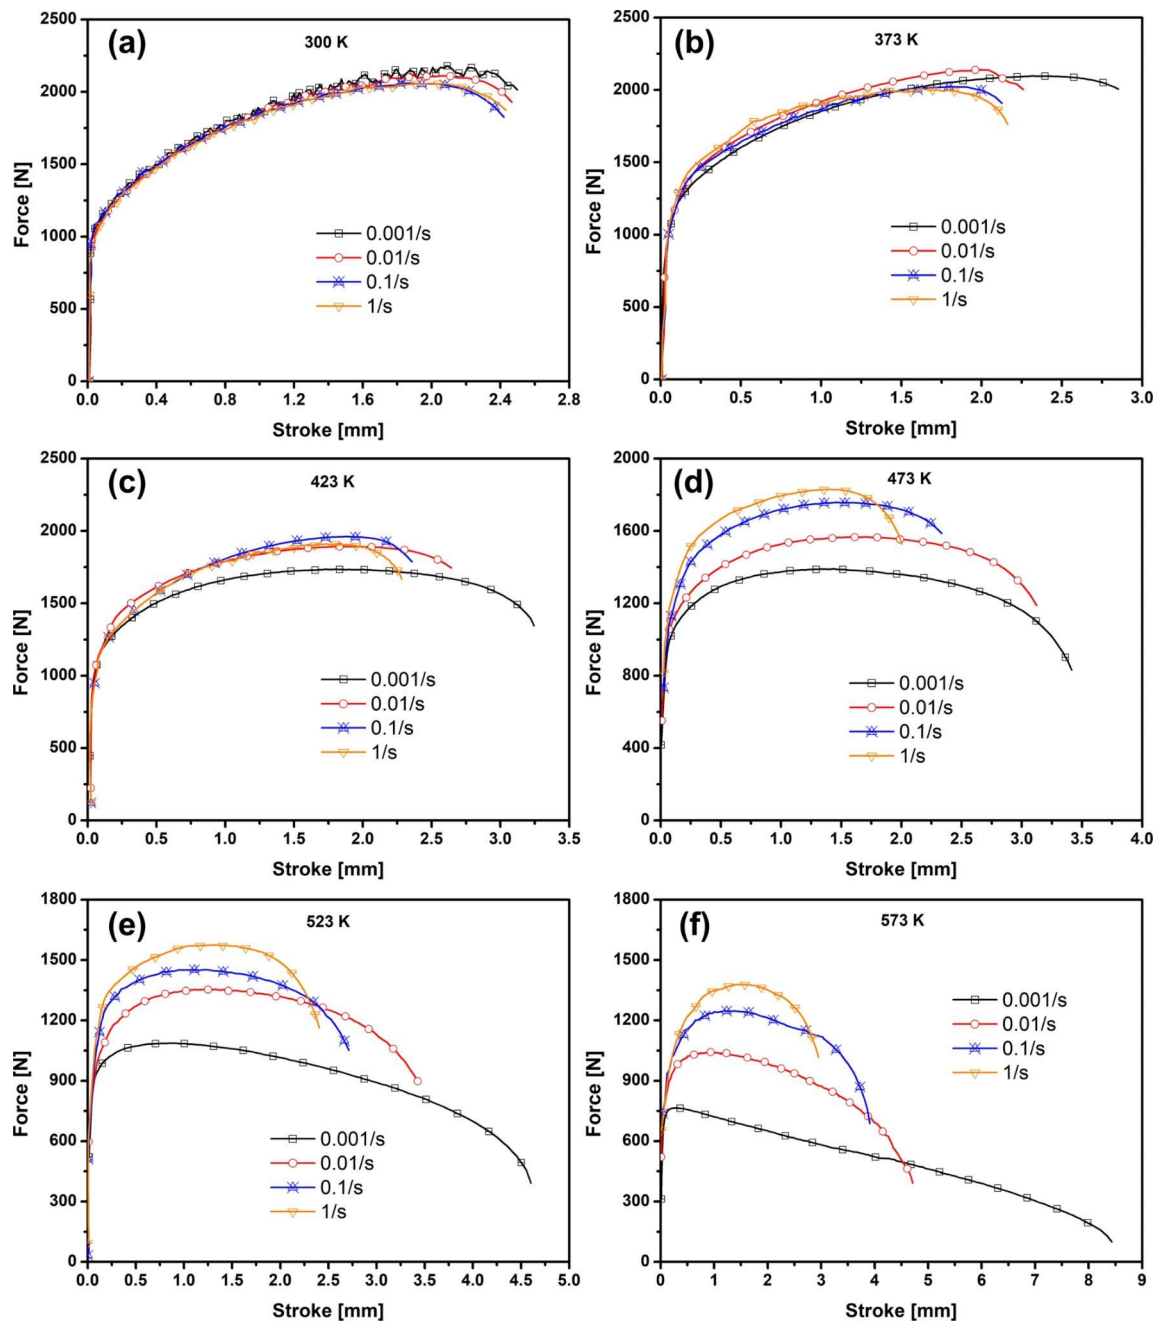 (a)
300 K
Force [N]
2500
2000
1500
1000
500
0
0.001/s
0.01/s
0.1/s
1/s
0.0 0.4 0.8 1.2 1.6 2.0 2.4 2.8
Stroke [mm]
(b)
373 K
Force [N]
2500
2000
1500
1000
500
0
0.001/s
0.01/s
0.1/s
1/s
0.0 0.5 1.0 1.5 2.0 2.5 3.0
Stroke [mm]
(c)
423 K
Force [N]
2500
2000
1500
1000
500
0
0.001/s
0.01/s
0.1/s
1/s
0.0 0.5 1.0 1.5 2.0 2.5 3.0 3.5
Stroke [mm]
(d)
473 K
Force [N]
2000
1600
1200
800
400
0
0.001/s
0.01/s
0.1/s
1/s
0.0 0.5 1.0 1.5 2.0 2.5 3.0 3.5 4.0
Stroke [mm]
(e)
523 K
Force [N]
1800
1500
1200
900
600
300
0
0.001/s
0.01/s
0.1/s
1/s
0.0 0.5 1.0 1.5 2.0 2.5 3.0 3.5 4.0 4.5 5.0
Stroke [mm]
(f)
573 K
Force [N]
1800
1500
1200
900
600
300
0
0.001/s
0.01/s
0.1/s
1/s
0 1 2 3 4 5 6 7 8 9
Stroke [mm]